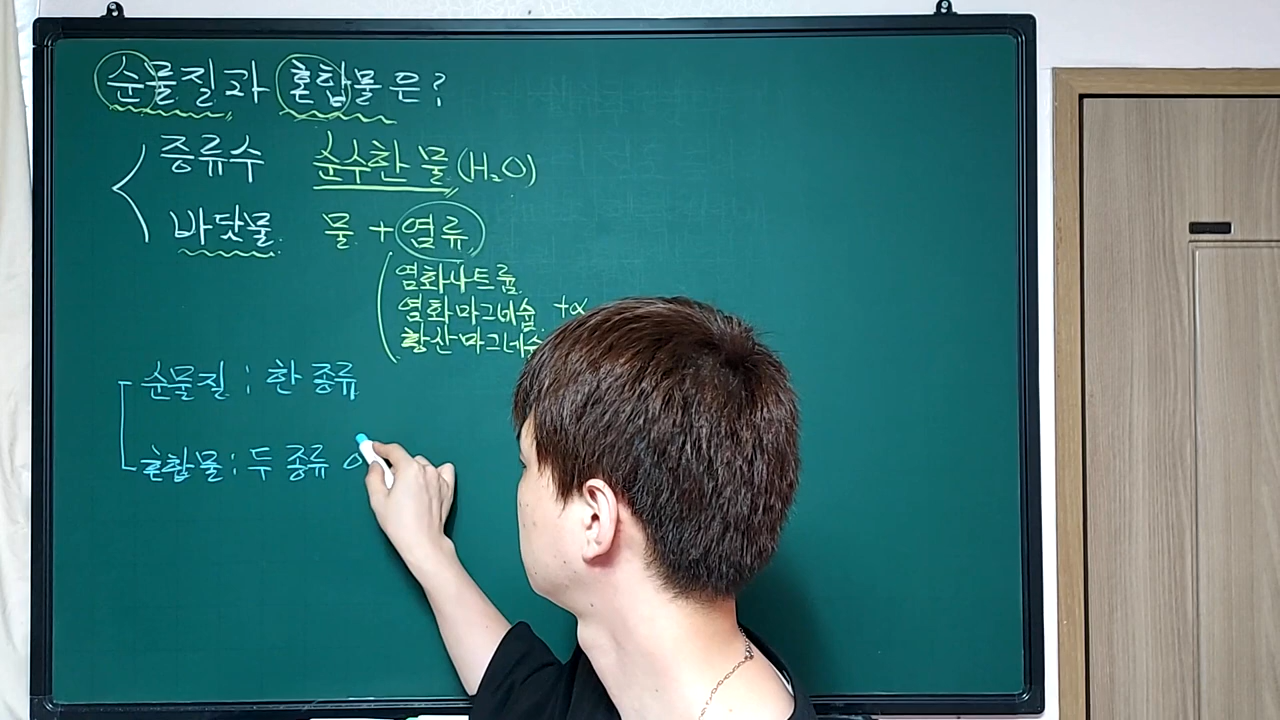 순물질과 혼합물은?
증류수 순수한 물 (H₂O)
바닷물 물 + 염류
염화나트륨
염화마그네슘 +α
황산마그네슘
순물질 : 한 종류
혼합물 : 두 종류